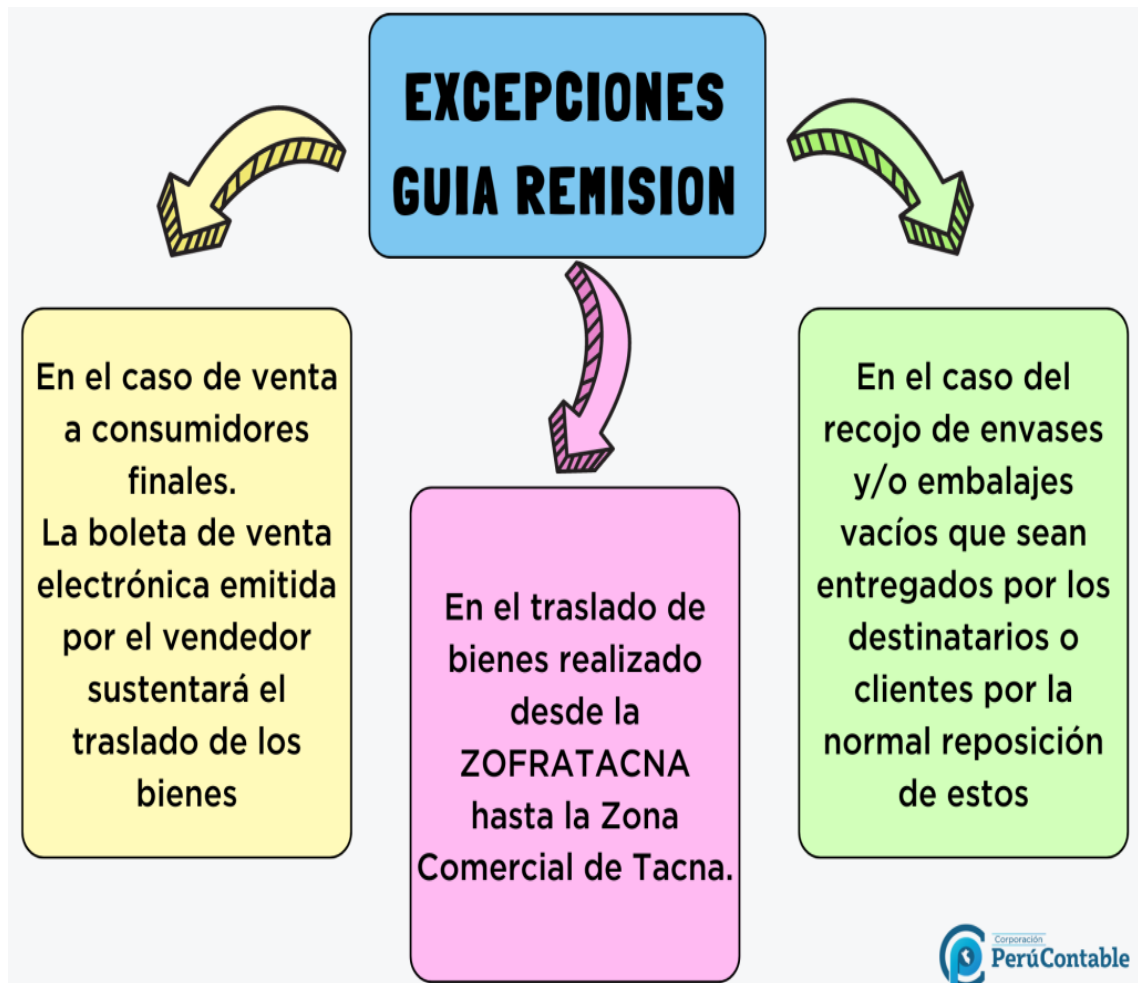 EXCEPCIONES
GUIA REMISION
En el caso de venta
a consumidores
finales.
La boleta de venta
electrónica emitida
por el vendedor
sustentará el
traslado de los
bienes
En el traslado de
bienes realizado
desde la
ZOFRATACNA
hasta la Zona
Comercial de Tacna.
En el caso del
recojo de envases
y/o embalajes
vacíos que sean
entregados por los
destinatarios o
clientes por la
normal reposición
de estos
Corporación
PerúContable